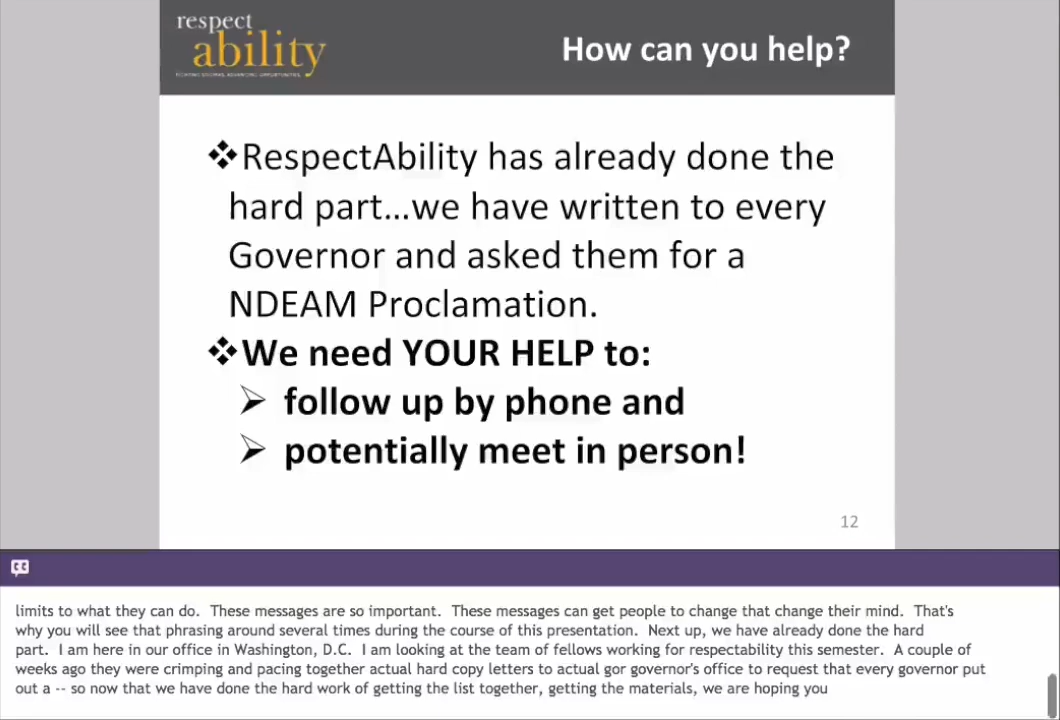 respect
ability
How can you help?
❖RespectAbility has already done the
hard part...we have written to every
Governor and asked them for a
NDEAM Proclamation.
❖We need YOUR HELP to:
➢ follow up by phone and
➢ potentially meet in person!
12
limits to what they can do.  These messages are so important.  These messages can get people to change that change their mind.  That's
why you will see that phrasing around several times during the course of this presentation.  Next up, we have already done the hard
part.  I am here in our office in Washington, D.C.  I am looking at the team of fellows working for respectability this semester.  A couple of
weeks ago they were crimping and pacing together actual hard copy letters to actual gor governor's office to request that every governor put
out a -- so now that we have done the hard work of getting the list together, getting the materials, we are hoping you